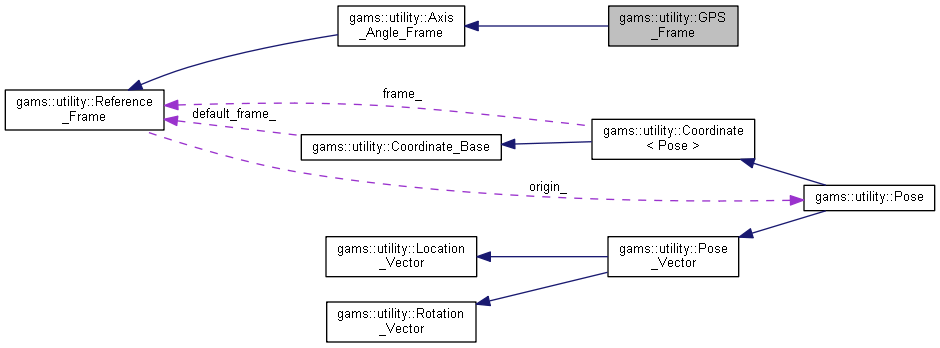 gams::utility::Axis
_Angle_Frame
gams::utility::GPS
_Frame
gams::utility::Reference
_Frame
frame_
default_frame_
gams::utility::Coordinate_Base
gams::utility::Coordinate
< Pose >
origin_
gams::utility::Pose
gams::utility::Location
_Vector
gams::utility::Pose
_Vector
gams::utility::Rotation
_Vector